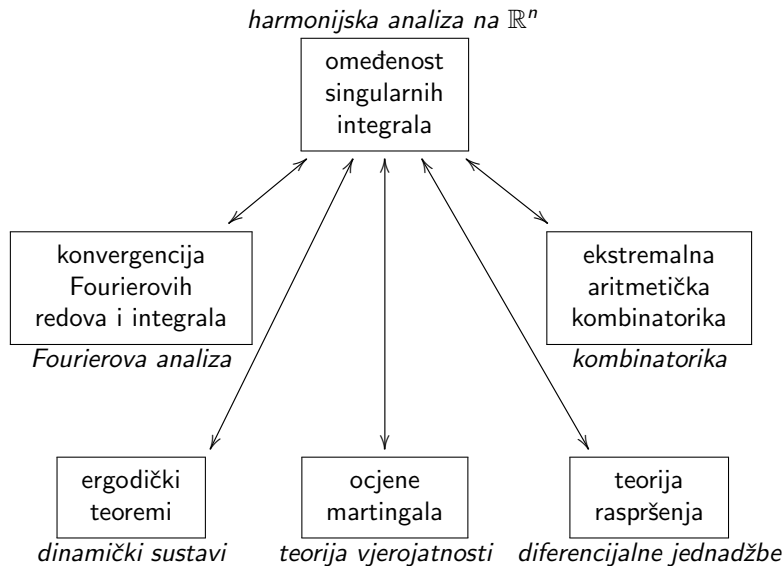 harmonijska analiza na ℝⁿ
omeđenost
singularnih
integrala
konvergencija
Fourierovih
redova i integrala
Fourierova analiza
ekstremalna
aritmetička
kombinatorika
kombinatorika
ergodički
teoremi
dinamički sustavi
ocjene
martingala
teorija vjerojatnosti
teorija
raspršenja
diferencijalne jednadžbe